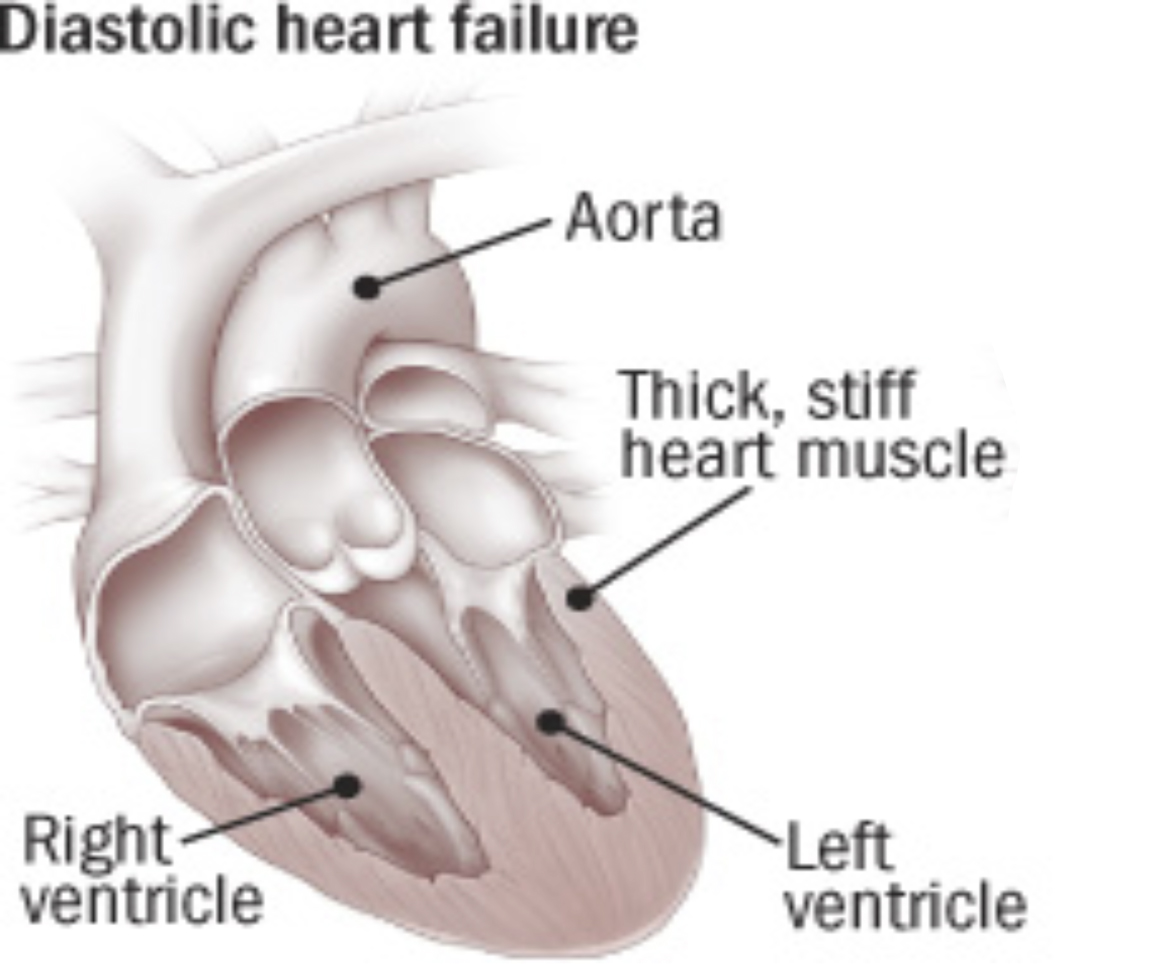 Diastolic heart failure
Aorta
Thick, stiff
heart muscle
Right
ventricle
Left
ventricle